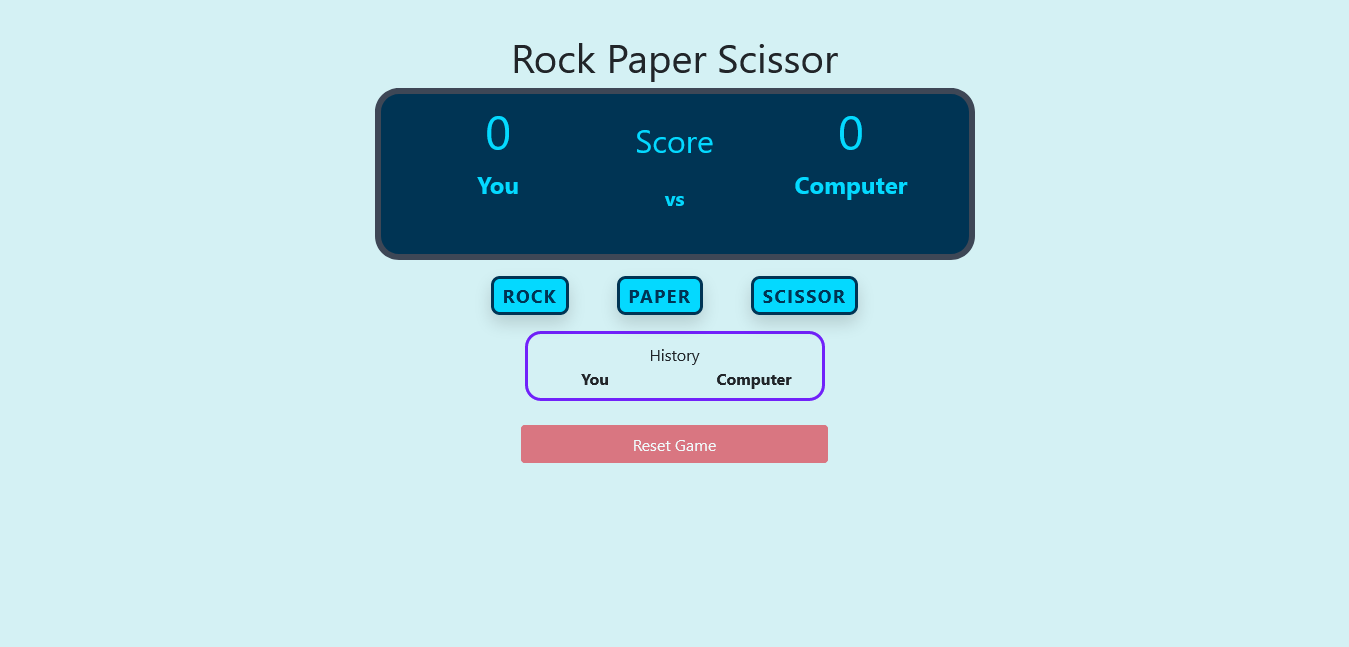 Rock Paper Scissor
0 Score 0
You vs Computer
ROCK PAPER SCISSOR
History
You Computer
Reset Game